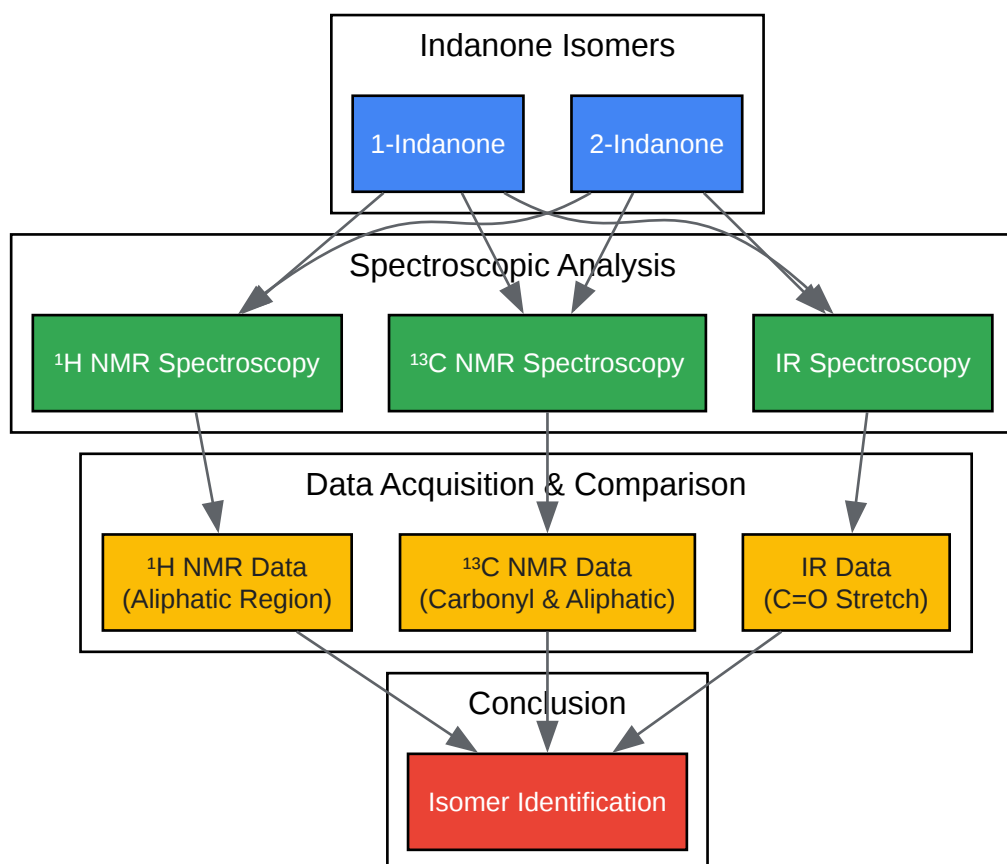 Indanone Isomers
1-Indanone
2-Indanone
Spectroscopic Analysis
¹H NMR Spectroscopy
¹³C NMR Spectroscopy
IR Spectroscopy
Data Acquisition & Comparison
¹H NMR Data
(Aliphatic Region)
¹³C NMR Data
(Carbonyl & Aliphatic)
IR Data
(C=O Stretch)
Conclusion
Isomer Identification